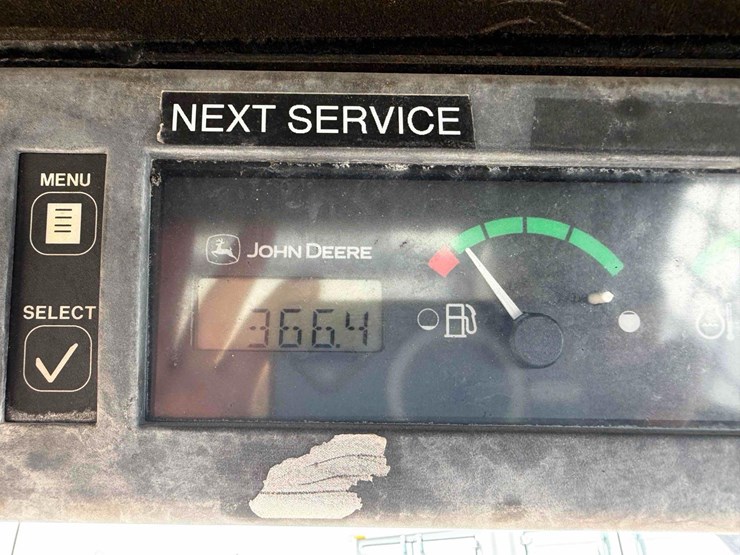 NEXT SERVICE
MENU
JOHN DEERE
SELECT
366.4